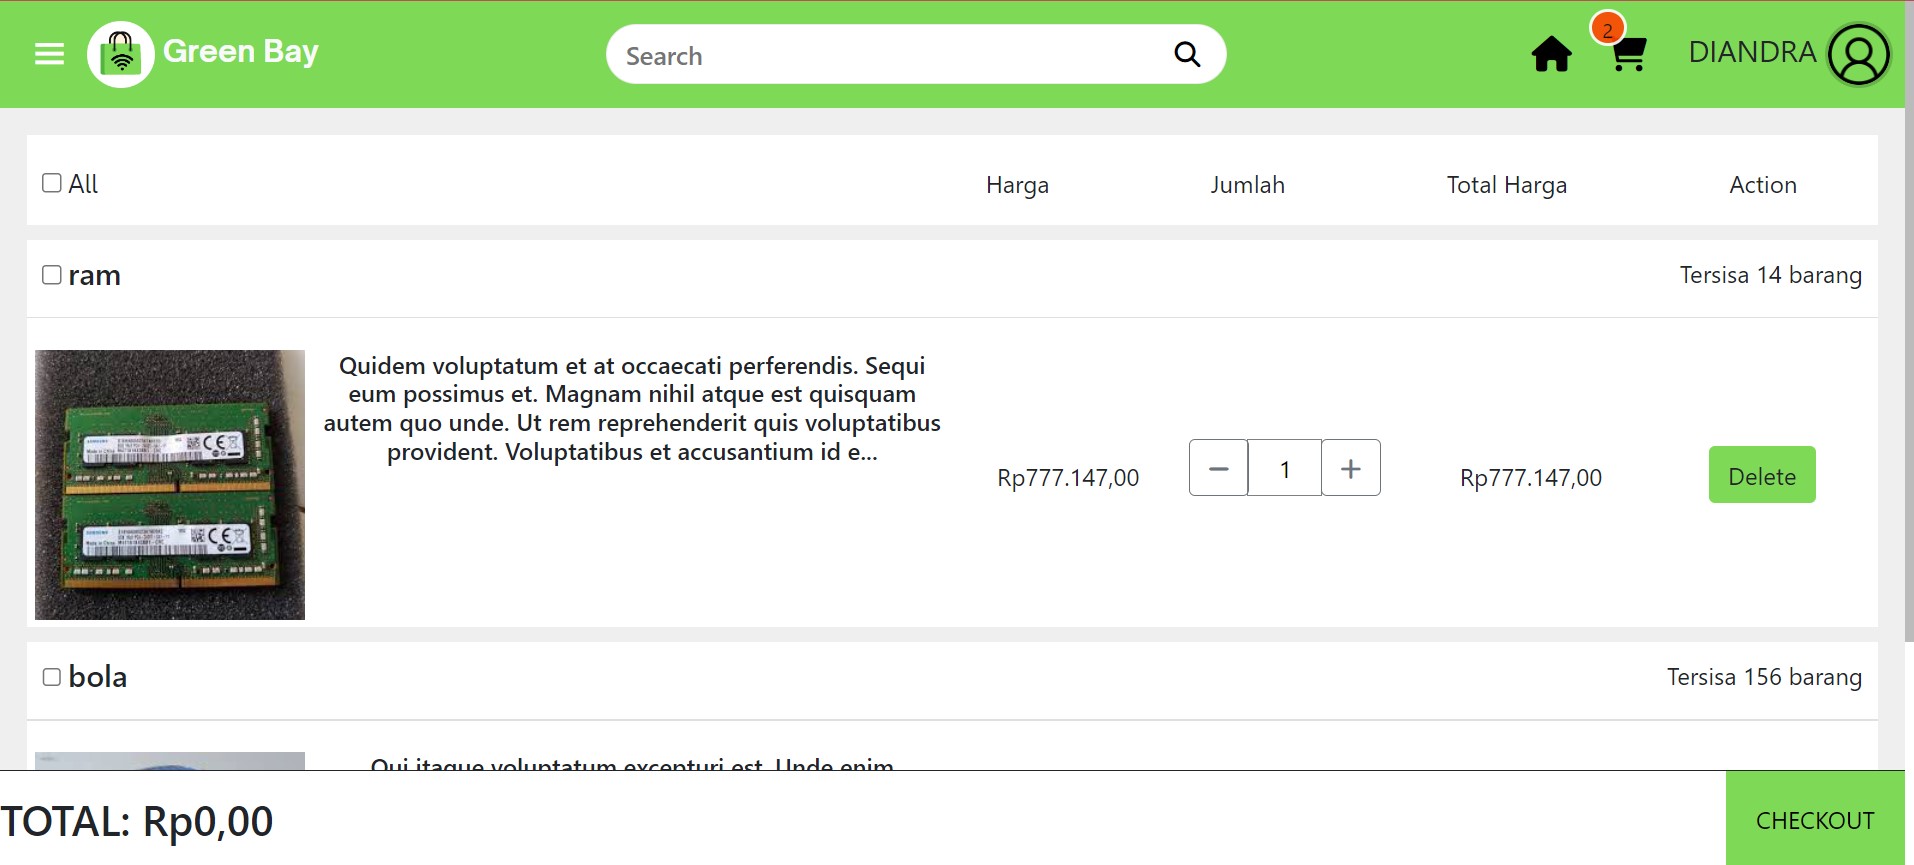 Green Bay
Search
2
DIANDRA
All
Harga
Jumlah
Total Harga
Action
ram
Tersisa 14 barang
Quidem voluptatum et at occaecati perferendis. Sequi
eum possimus et. Magnam nihil atque est quisquam
autem quo unde. Ut rem reprehenderit quis voluptatibus
provident. Voluptatibus et accusantium id e...
Rp777.147,00
1
Rp777.147,00
Delete
bola
Tersisa 156 barang
Qui itaque voluptatum excepturi est. Unde enim
TOTAL: Rp0,00
CHECKOUT